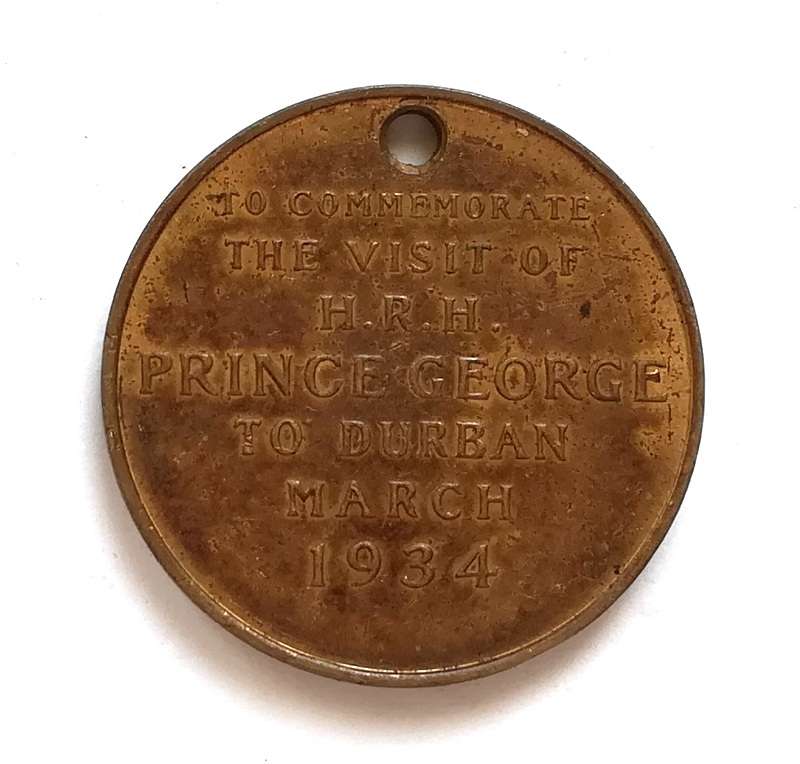 TO COMMEMORATE
THE VISIT OF
H.R.H.
PRINCE GEORGE
TO DURBAN
MARCH
1934